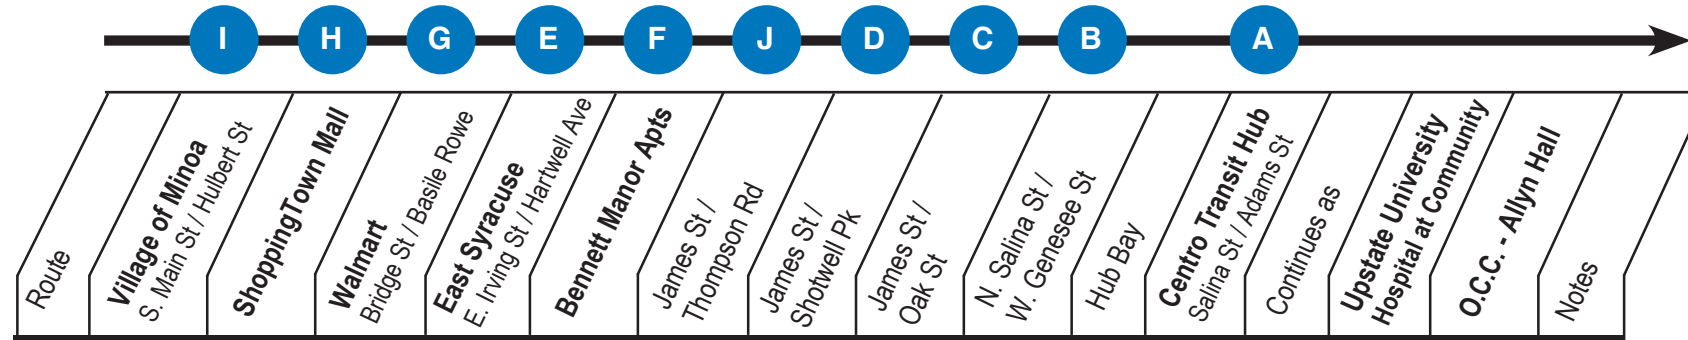 I H G E F J D C B A
Route
Village of Minoa
S. Main St / Hulbert St
ShoppingTown Mall
Walmart
Bridge St / Basile Rowe
East Syracuse
E. Irving St / Hartwell Ave
Bennett Manor Apts
James St /
Thompson Rd
James St /
Shotwell Pk
James St /
Oak St
N. Salina St /
W. Genesee St
Hub Bay
Centro Transit Hub
Salina St / Adams St
Continues as
Upstate University
Hospital at Community
O.C.C. - Allyn Hall
Notes